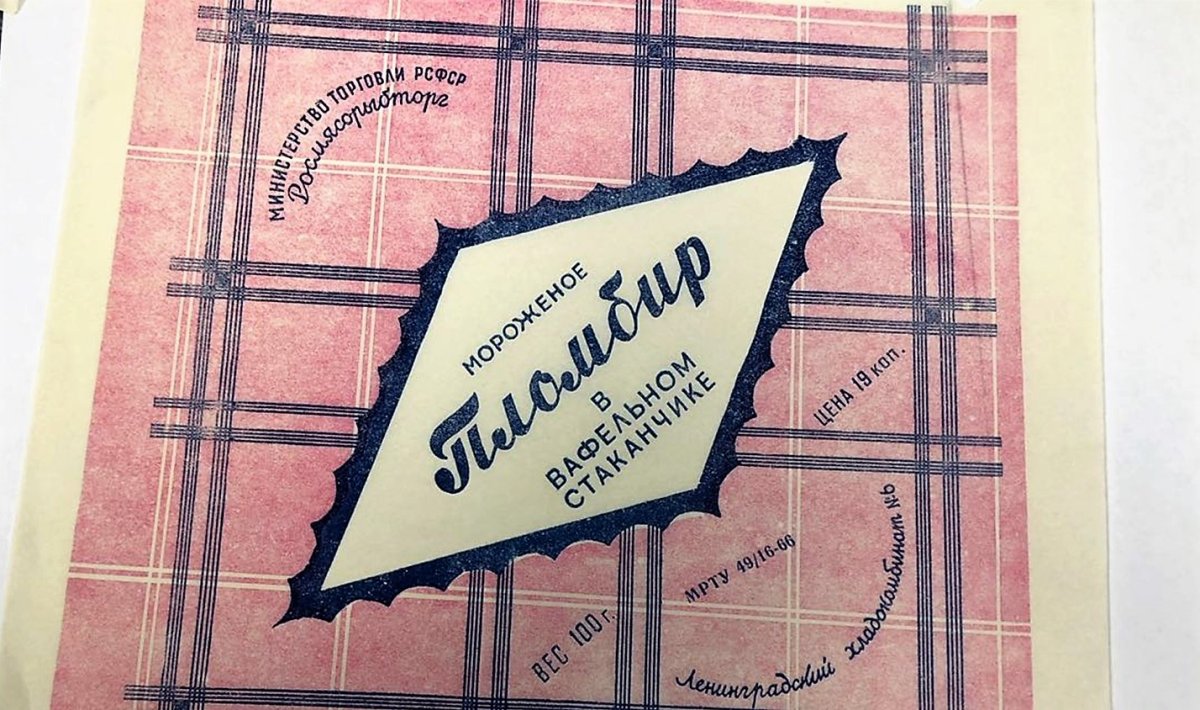 МИНИСТЕРСТВО ТОРГОВЛИ РСФСР
Росмясорыбторг
МОРОЖЕНОЕ
Пломбир
В
ВАФЕЛЬНОМ
СТАКАНЧИКЕ
ЦЕНА 19 коп.
МРТУ 49/16-66
ВЕС 100 г.
Ленинградский хладокомбинат №6